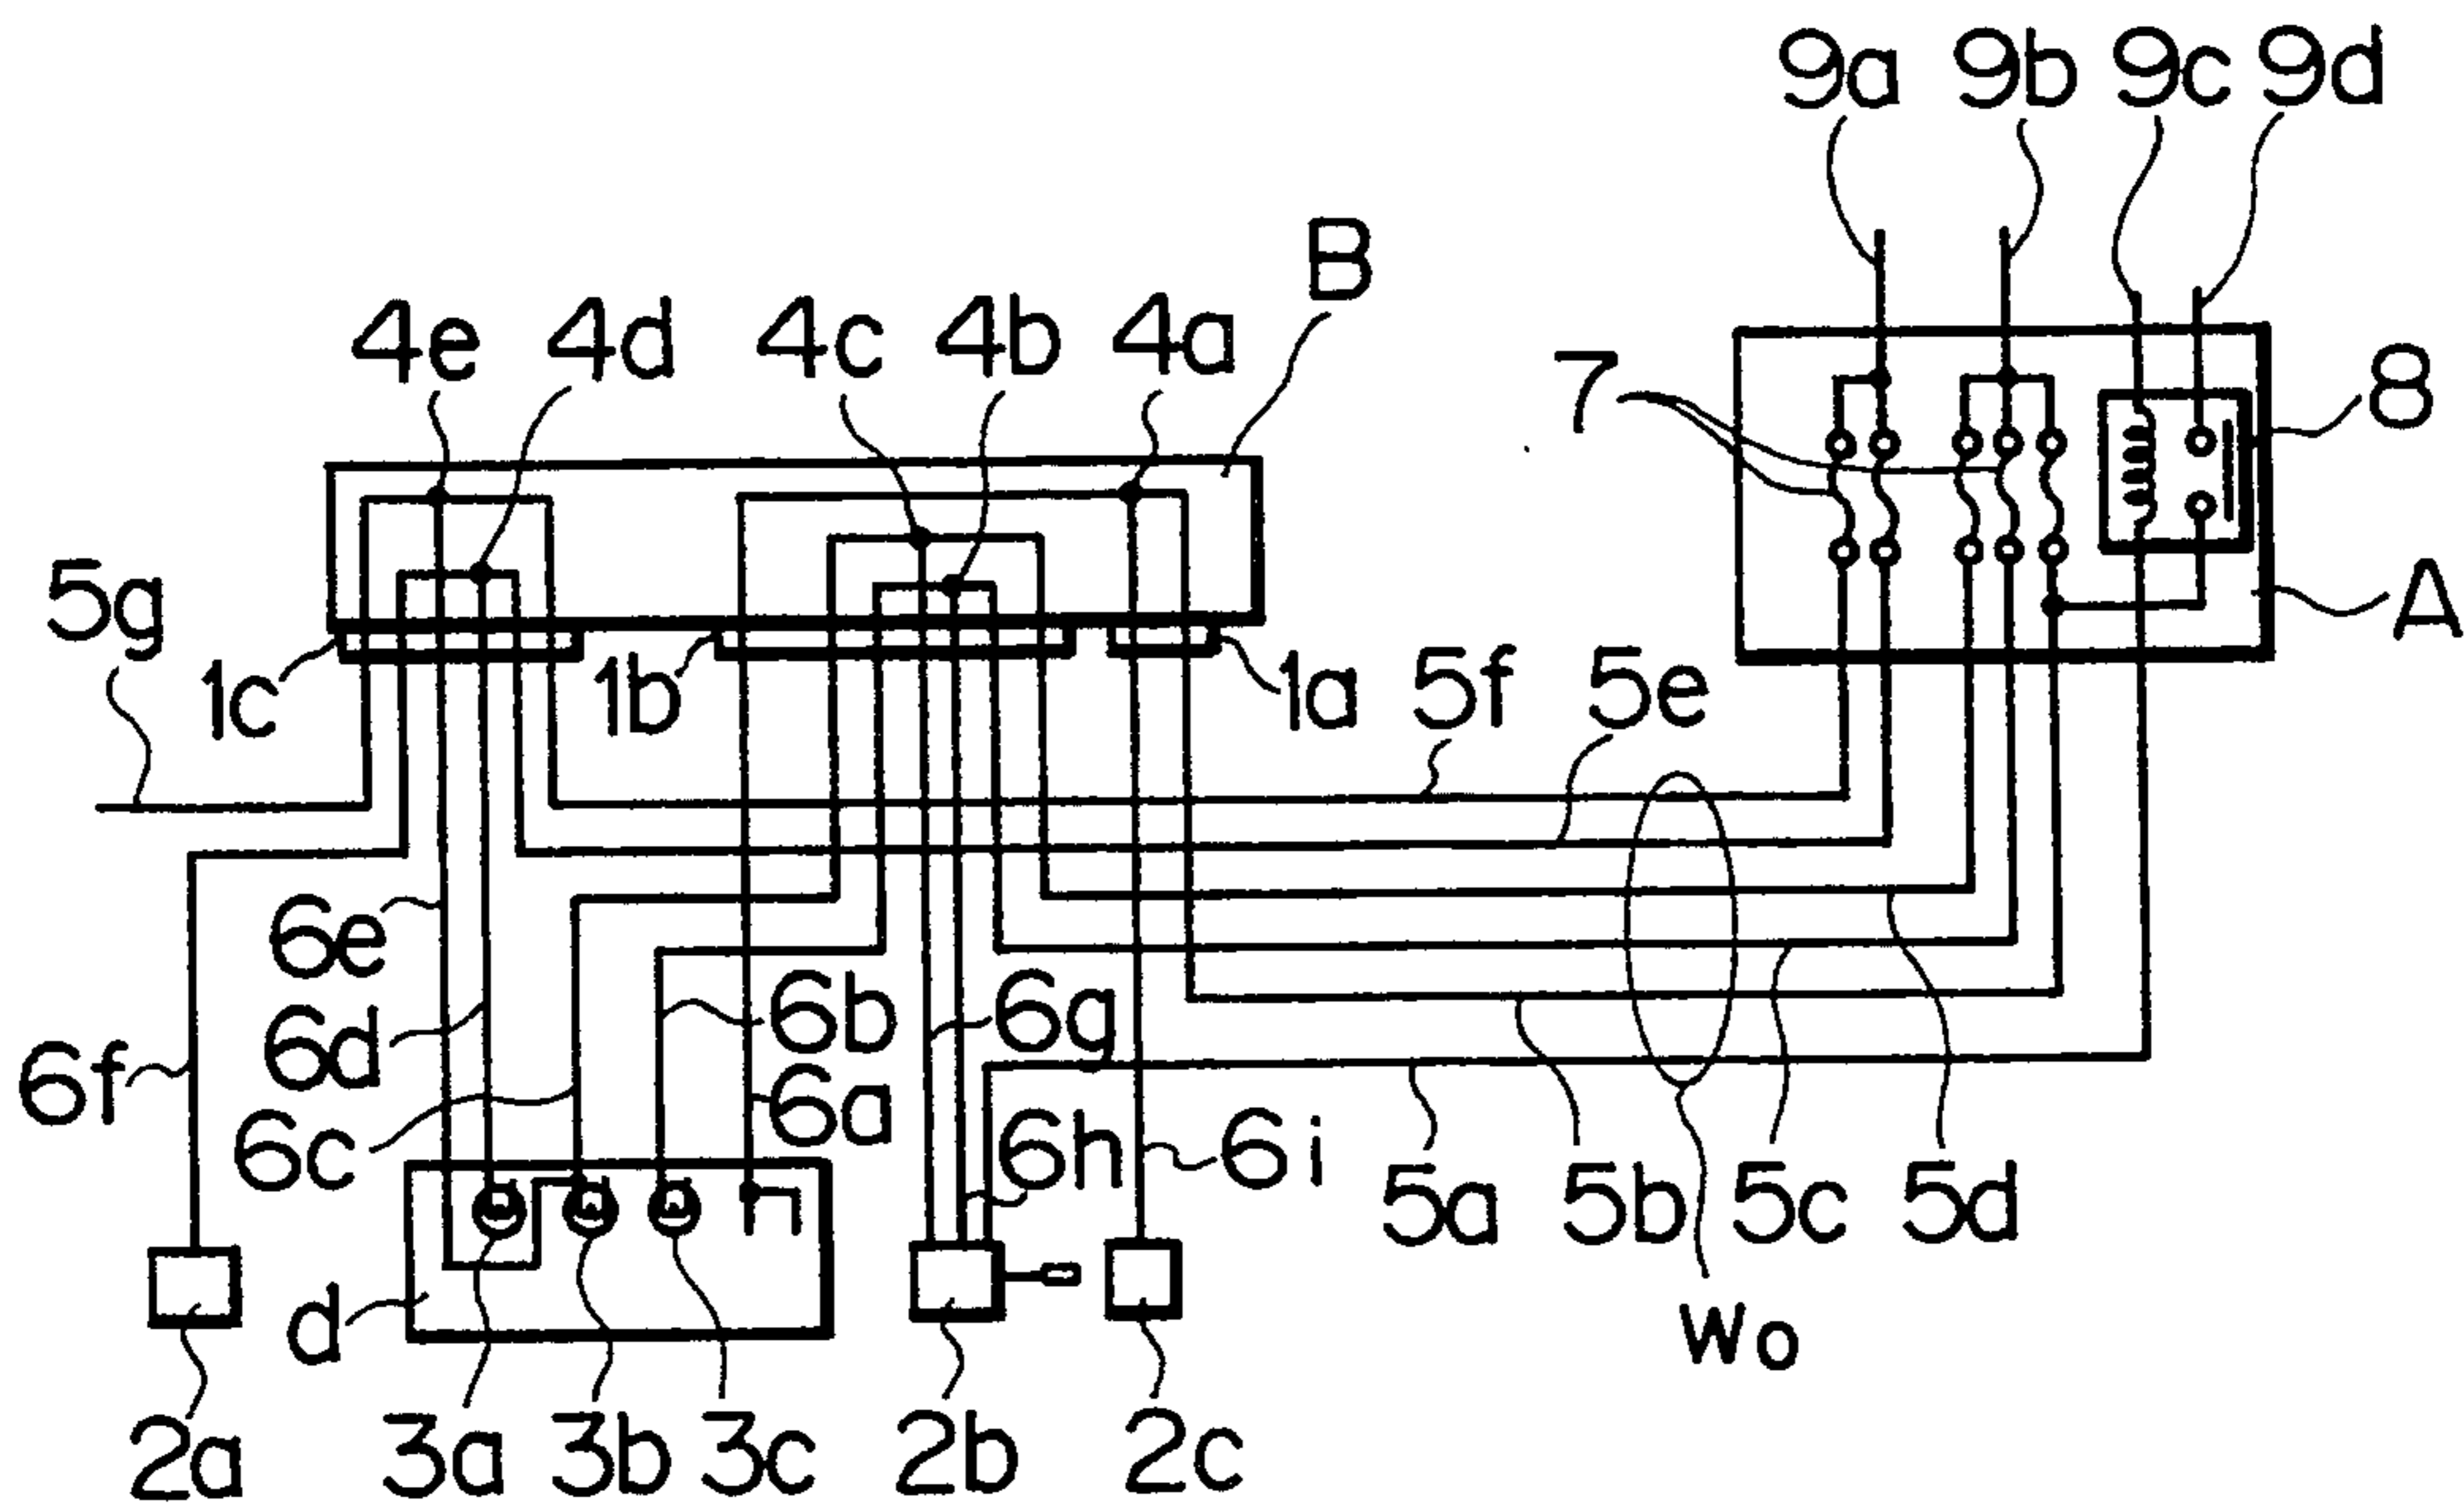 9a 9b 9c 9d
B
4e 4d 4c 4b 4a
7 8
5g A
1c 1b 1a 5f 5e
6e 6b 6g
6d
6f 6a
6c 6h 6i
5a 5b 5c 5d
d
Wo
2a 3a 3b 3c 2b 2c